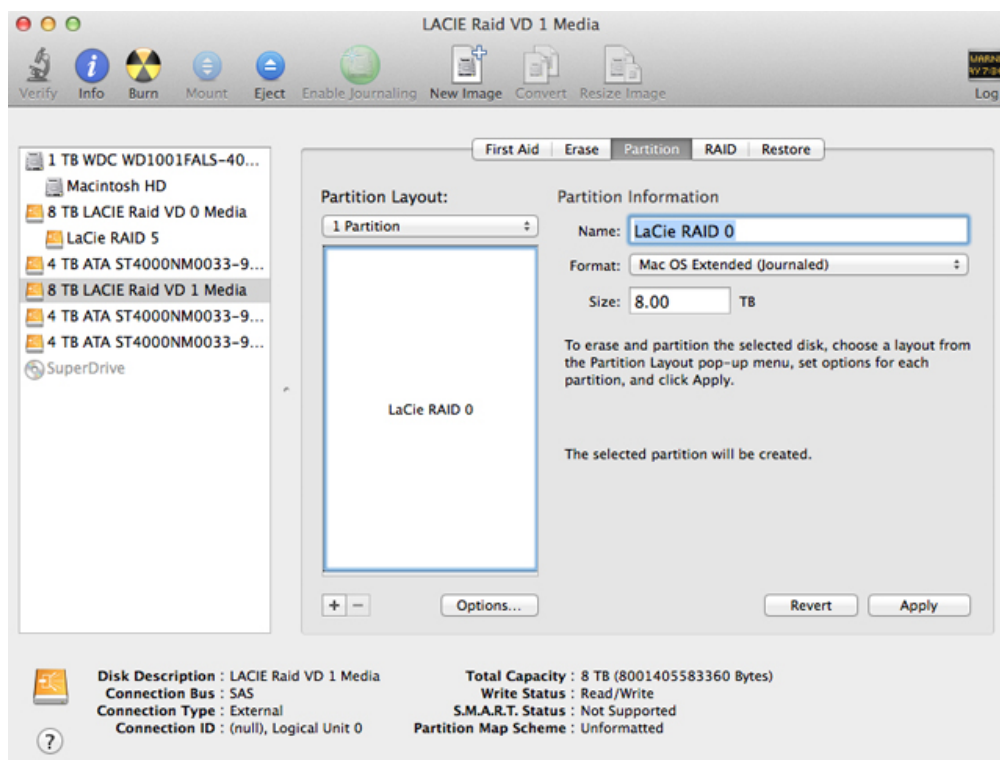 LACIE Raid VD 1 Media
Verify Info Burn Mount Eject Enable Journaling New Image Convert Resize Image Log
First Aid Erase Partition RAID Restore
1 TB WDC WD1001FALS-40...
Macintosh HD
8 TB LACIE Raid VD 0 Media
LaCie RAID 5
4 TB ATA ST4000NM0033-9...
8 TB LACIE Raid VD 1 Media
4 TB ATA ST4000NM0033-9...
4 TB ATA ST4000NM0033-9...
SuperDrive
Partition Layout:
1 Partition
LaCie RAID 0
+ − Options...
Partition Information
Name: LaCie RAID 0
Format: Mac OS Extended (Journaled)
Size: 8.00 TB
To erase and partition the selected disk, choose a layout from
the Partition Layout pop-up menu, set options for each
partition, and click Apply.
The selected partition will be created.
Revert Apply
Disk Description : LACIE Raid VD 1 Media
Connection Bus : SAS
Connection Type : External
Connection ID : (null), Logical Unit 0
Total Capacity : 8 TB (8001405583360 Bytes)
Write Status : Read/Write
S.M.A.R.T. Status : Not Supported
Partition Map Scheme : Unformatted
?